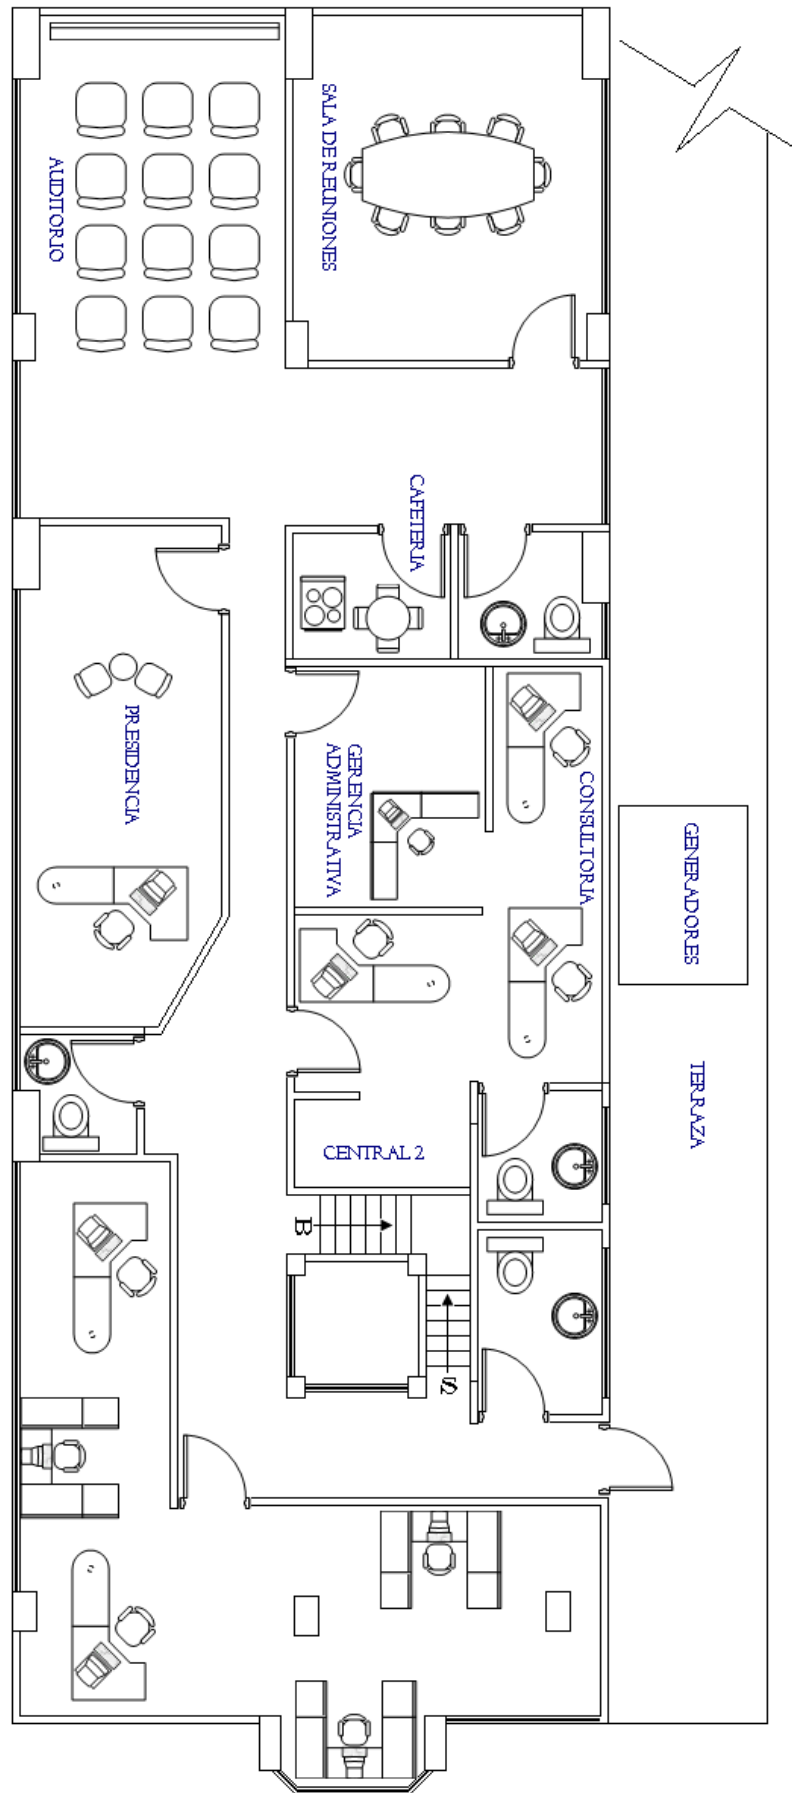 SALA DE REUNIONES
AUDITORIO
CAFETERIA
PRESIDENCIA
GERENCIA
ADMINISTRATIVA
CONSULTORIA
GENERADORES
TERRAZA
CENTRAL 2
B
S